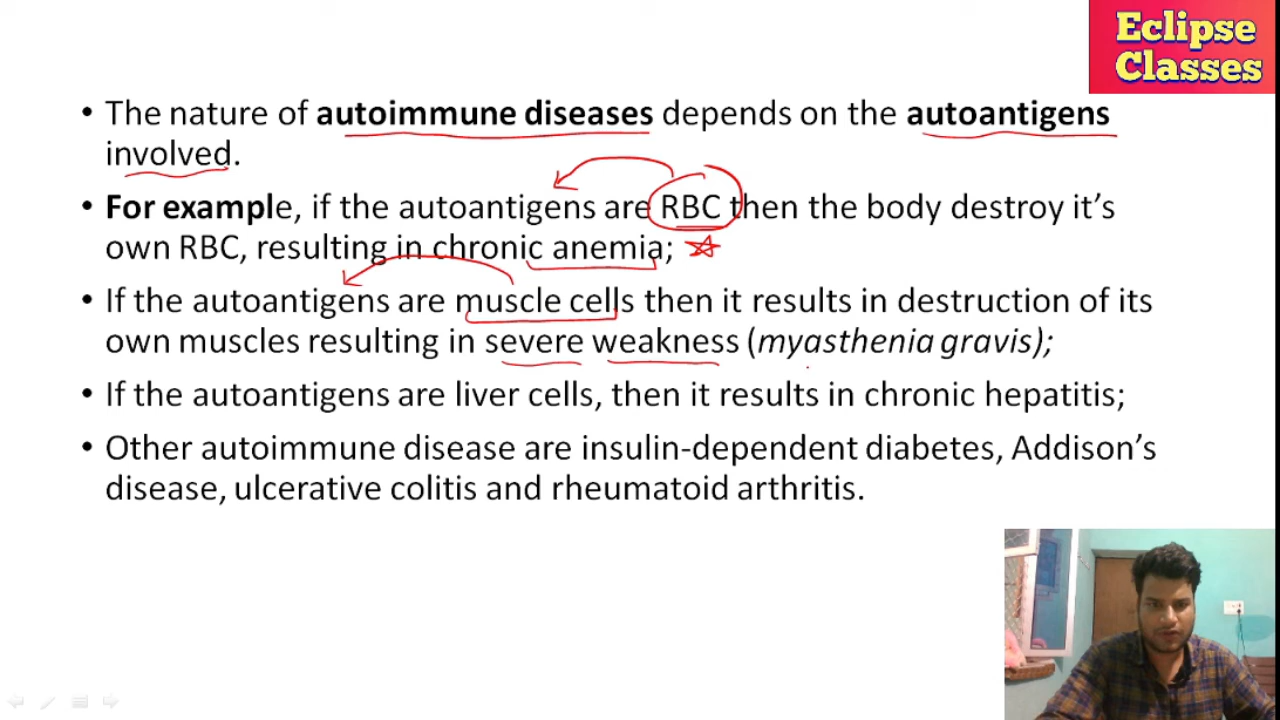 Eclipse
Classes
• The nature of autoimmune diseases depends on the autoantigens
involved.
• For example, if the autoantigens are RBC then the body destroy it’s
own RBC, resulting in chronic anemia;
• If the autoantigens are muscle cells then it results in destruction of its
own muscles resulting in severe weakness (myasthenia gravis);
• If the autoantigens are liver cells, then it results in chronic hepatitis;
• Other autoimmune disease are insulin-dependent diabetes, Addison’s
disease, ulcerative colitis and rheumatoid arthritis.